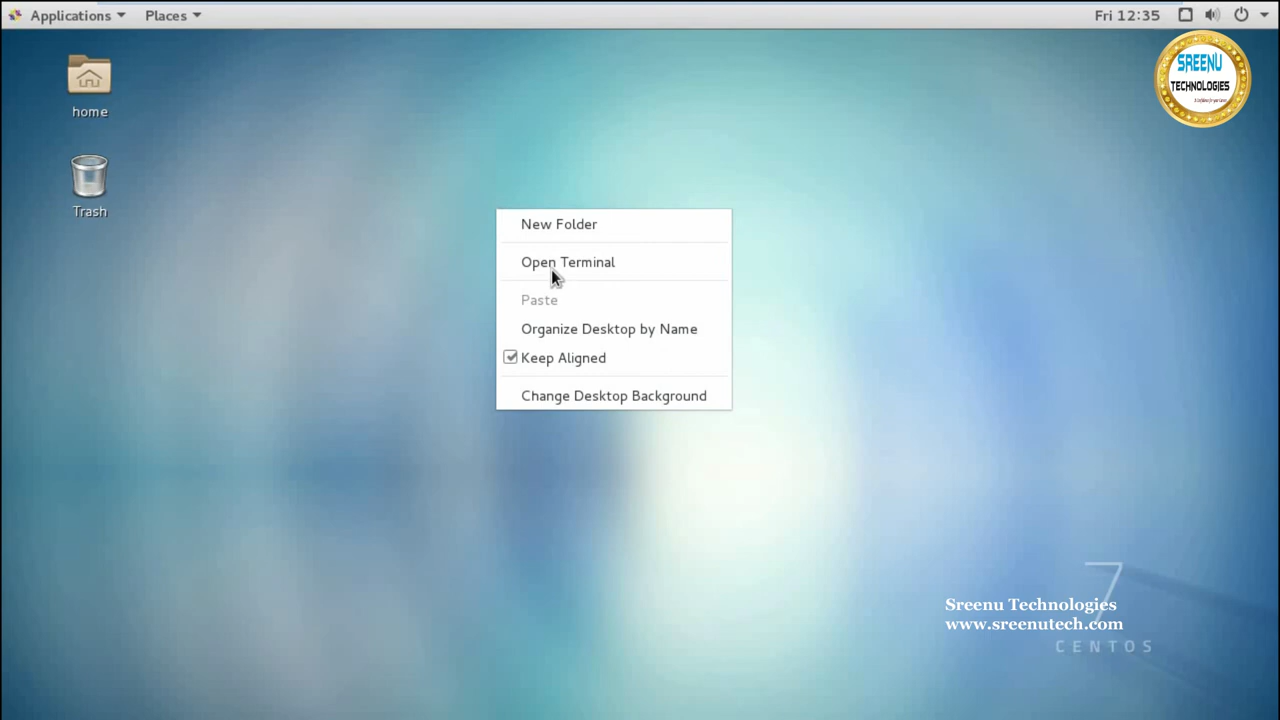 Applications Places Fri 12:35
SREENU
TECHNOLOGIES
home
Trash
New Folder
Open Terminal
Paste
Organize Desktop by Name
Keep Aligned
Change Desktop Background
7
Sreenu Technologies
www.sreenutech.com
CENTOS